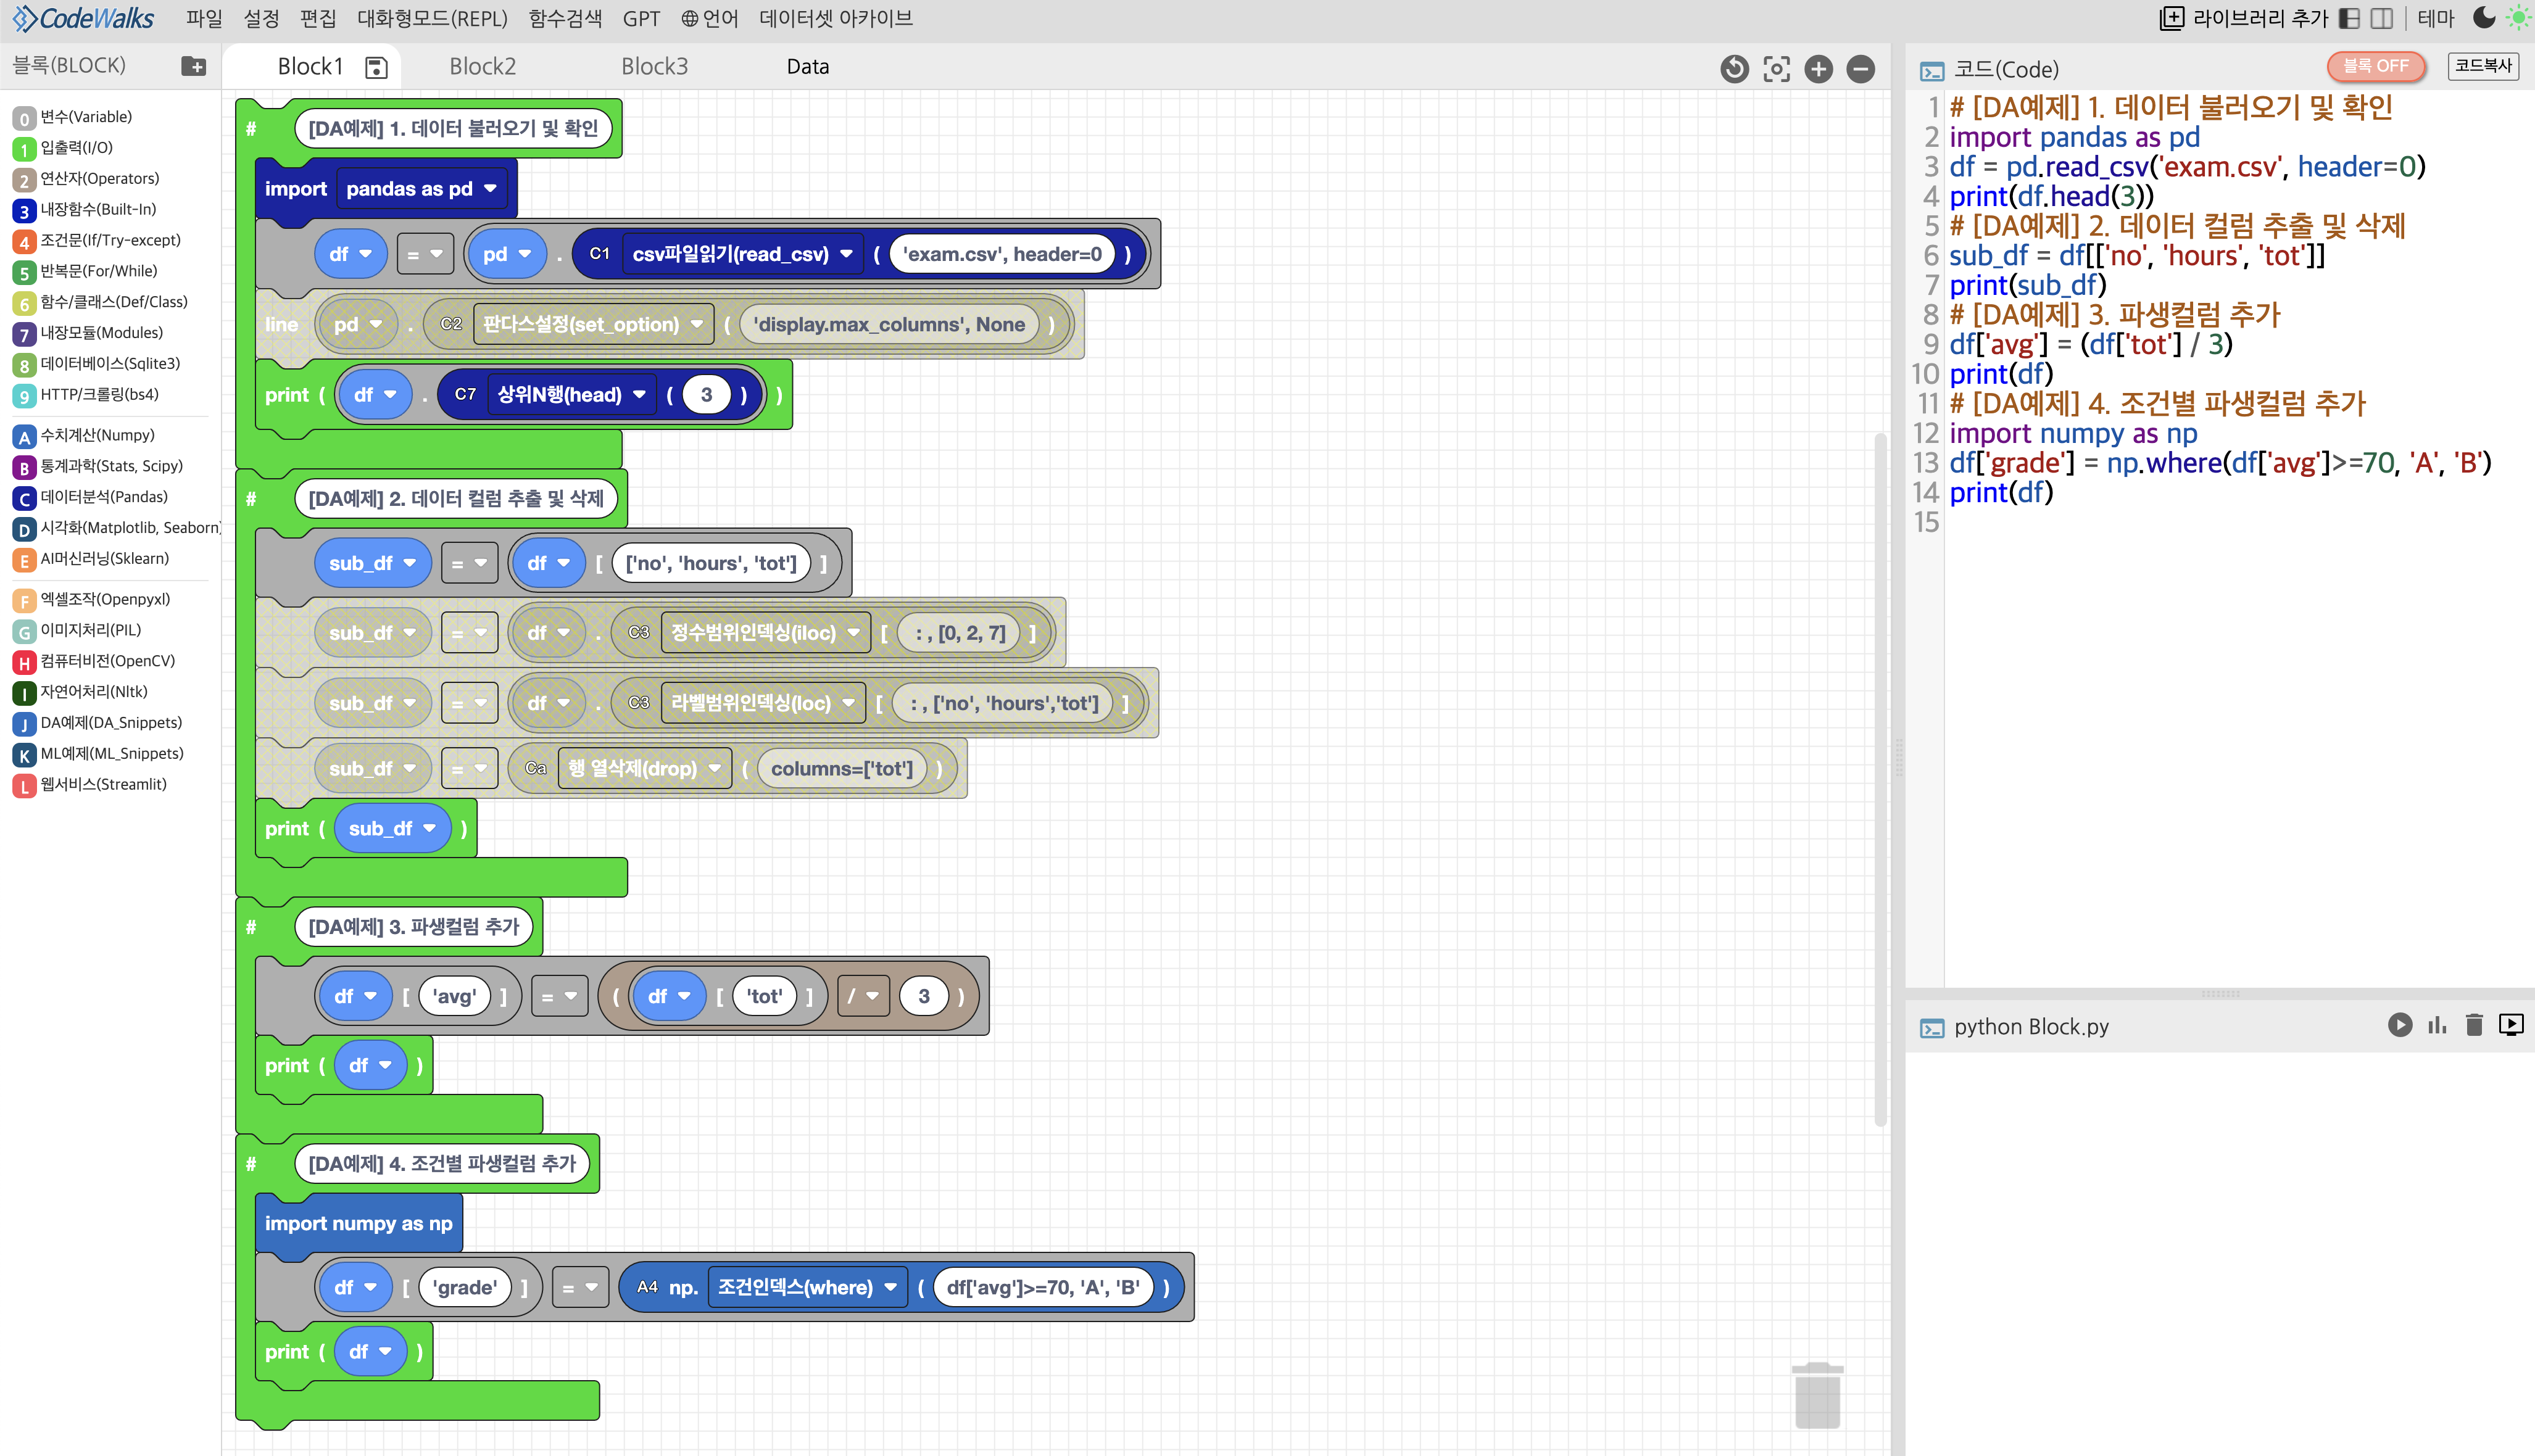 CodeWalks 파일 설정 편집 대화형모드(REPL) 함수검색 GPT 언어 데이터셋 아카이브 라이브러리 추가 테마
블록(BLOCK)
0 변수(Variable)
1 입출력(I/O)
2 연산자(Operators)
3 내장함수(Built-In)
4 조건문(If/Try-except)
5 반복문(For/While)
6 함수/클래스(Def/Class)
7 내장모듈(Modules)
8 데이터베이스(Sqlite3)
9 HTTP/크롤링(bs4)
A 수치계산(Numpy)
B 통계과학(Stats, Scipy)
C 데이터분석(Pandas)
D 시각화(Matplotlib, Seaborn)
E AI머신러닝(Sklearn)
F 엑셀조작(Openpyxl)
G 이미지처리(PIL)
H 컴퓨터비전(OpenCV)
I 자연어처리(Nltk)
J DA예제(DA_Snippets)
K ML예제(ML_Snippets)
L 웹서비스(Streamlit)
Block1 Block2 Block3 Data
# [DA예제] 1. 데이터 불러오기 및 확인
import pandas as pd
df = pd . C1 csv파일읽기(read_csv) ( 'exam.csv', header=0 )
line pd . C2 판다스설정(set_option) ( 'display.max_columns', None )
print ( df . C7 상위N행(head) ( 3 ) )
# [DA예제] 2. 데이터 컬럼 추출 및 삭제
sub_df = df [ ['no', 'hours', 'tot'] ]
sub_df = df . C3 정수범위인덱싱(iloc) [ : , [0, 2, 7] ]
sub_df = df . C3 라벨범위인덱싱(loc) [ : , ['no', 'hours','tot'] ]
sub_df = Ca 행 열삭제(drop) ( columns=['tot'] )
print ( sub_df )
# [DA예제] 3. 파생컬럼 추가
df [ 'avg' ] = ( df [ 'tot' ] / 3 )
print ( df )
# [DA예제] 4. 조건별 파생컬럼 추가
import numpy as np
df [ 'grade' ] = A4 np. 조건인덱스(where) ( df['avg']>=70, 'A', 'B' )
print ( df )
코드(Code) 블록 OFF 코드복사
1 # [DA예제] 1. 데이터 불러오기 및 확인
2 import pandas as pd
3 df = pd.read_csv('exam.csv', header=0)
4 print(df.head(3))
5 # [DA예제] 2. 데이터 컬럼 추출 및 삭제
6 sub_df = df[['no', 'hours', 'tot']]
7 print(sub_df)
8 # [DA예제] 3. 파생컬럼 추가
9 df['avg'] = (df['tot'] / 3)
10 print(df)
11 # [DA예제] 4. 조건별 파생컬럼 추가
12 import numpy as np
13 df['grade'] = np.where(df['avg']>=70, 'A', 'B')
14 print(df)
15
python Block.py